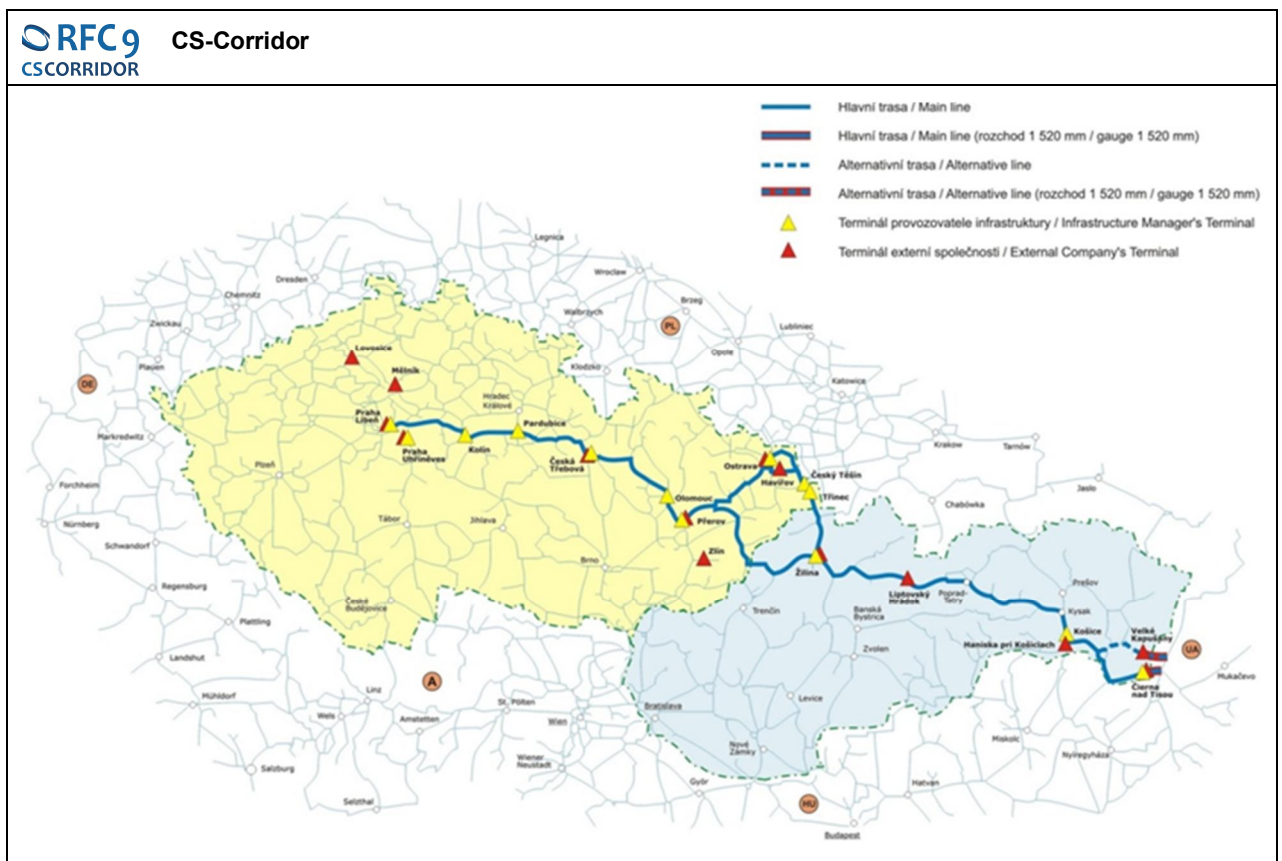 RFC 9
CSCORRIDOR
CS-Corridor
Hlavní trasa / Main line
Hlavní trasa / Main line (rozchod 1 520 mm / gauge 1 520 mm)
Alternativní trasa / Alternative line
Alternativní trasa / Alternative line (rozchod 1 520 mm / gauge 1 520 mm)
Terminál provozovatele infrastruktury / Infrastructure Manager's Terminal
Terminál externí společnosti / External Company's Terminal
Legnica
Wroclaw
Dresden
Chemnitz
Brzeg
Walbrzych
Zwickau
PL
Lubliniec
Opole
Lovosice
Plauen
Klodzko
Mělník
DE
Katowice
Hradec
Králové
Praha
Libeň
Pardubice
Markredwitz
Krakow
Tarnów
Kolín
Praha
Uhříněves
Česká
Třebová
Plzeň
Ostrava
Havířov
Český Těšín
Forchheim
Jaslo
Olomouc
Třinec
Chabówka
Nürnberg
Tábor
Jihlava
Přerov
Schwandorf
Zlín
Brno
Žilina
Regensburg
Prešov
Liptovský
Hrádok
Poprad-
Tatry
České
Budějovice
Trenčín
Banská
Bystrica
Kysak
Plattling
Košice
Velké
Kapušany
Haniska pri Košiciach
Zvolen
UA
Landshut
Mukačevo
A
Čierna
nad Tisou
Mühldorf
Linz
Levice
St. Pölten
Bratislava
Wels
Amstetten
Wien
Miskolc
Nové
Zámky
Nyíregyháza
Wiener
Neustadt
Salzburg
Győr
Hatvan
Selzthal
HU
Budapest